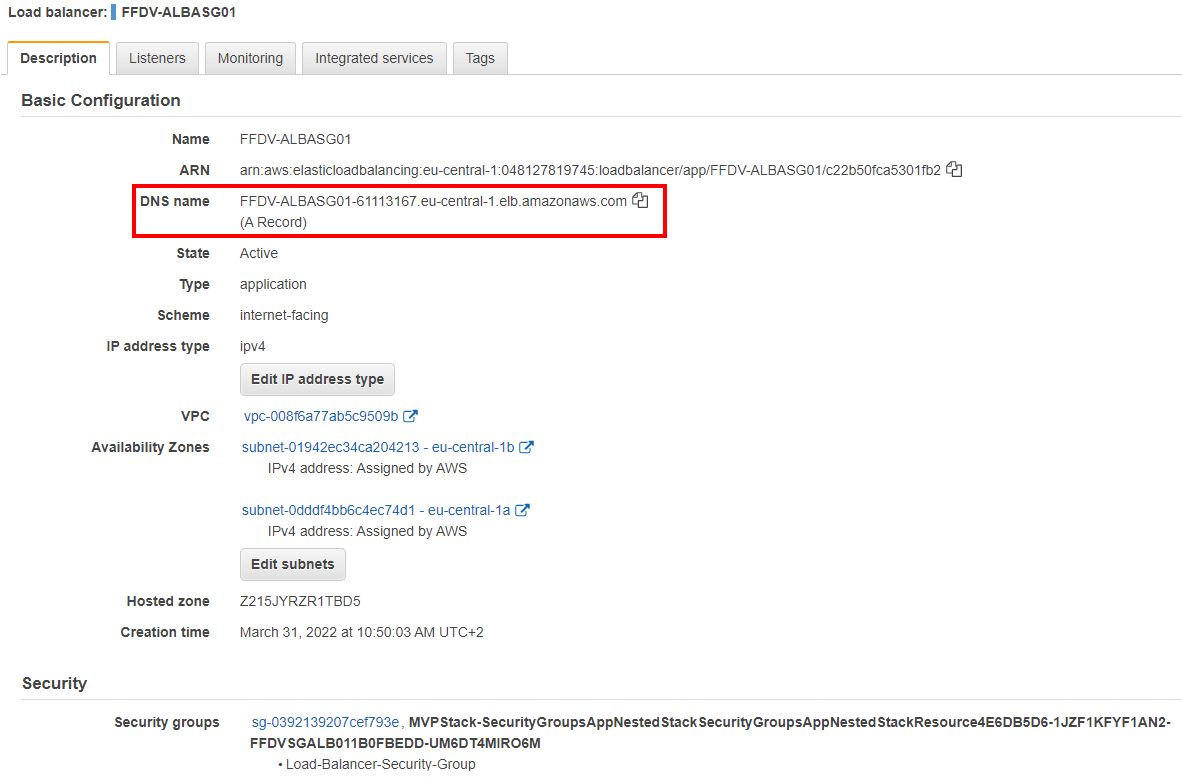 Load balancer: FFDV-ALBASG01
Description Listeners Monitoring Integrated services Tags
Basic Configuration
Name FFDV-ALBASG01
ARN arn:aws:elasticloadbalancing:eu-central-1:048127819745:loadbalancer/app/FFDV-ALBASG01/c22b50fca5301fb2
DNS name FFDV-ALBASG01-61113167.eu-central-1.elb.amazonaws.com
(A Record)
State Active
Type application
Scheme internet-facing
IP address type ipv4
Edit IP address type
VPC vpc-008f6a77ab5c9509b
Availability Zones subnet-01942ec34ca204213 - eu-central-1b
IPv4 address: Assigned by AWS
subnet-0dddf4bb6c4ec74d1 - eu-central-1a
IPv4 address: Assigned by AWS
Edit subnets
Hosted zone Z215JYRZR1TBD5
Creation time March 31, 2022 at 10:50:03 AM UTC+2
Security
Security groups sg-0392139207cef793e, MVPStack-SecurityGroupsAppNestedStackSecurityGroupsAppNestedStackResource4E6DB5D6-1JZF1KFYF1AN2-
FFDVSGALB011B0FBEDD-UM6DT4MIRO6M
• Load-Balancer-Security-Group